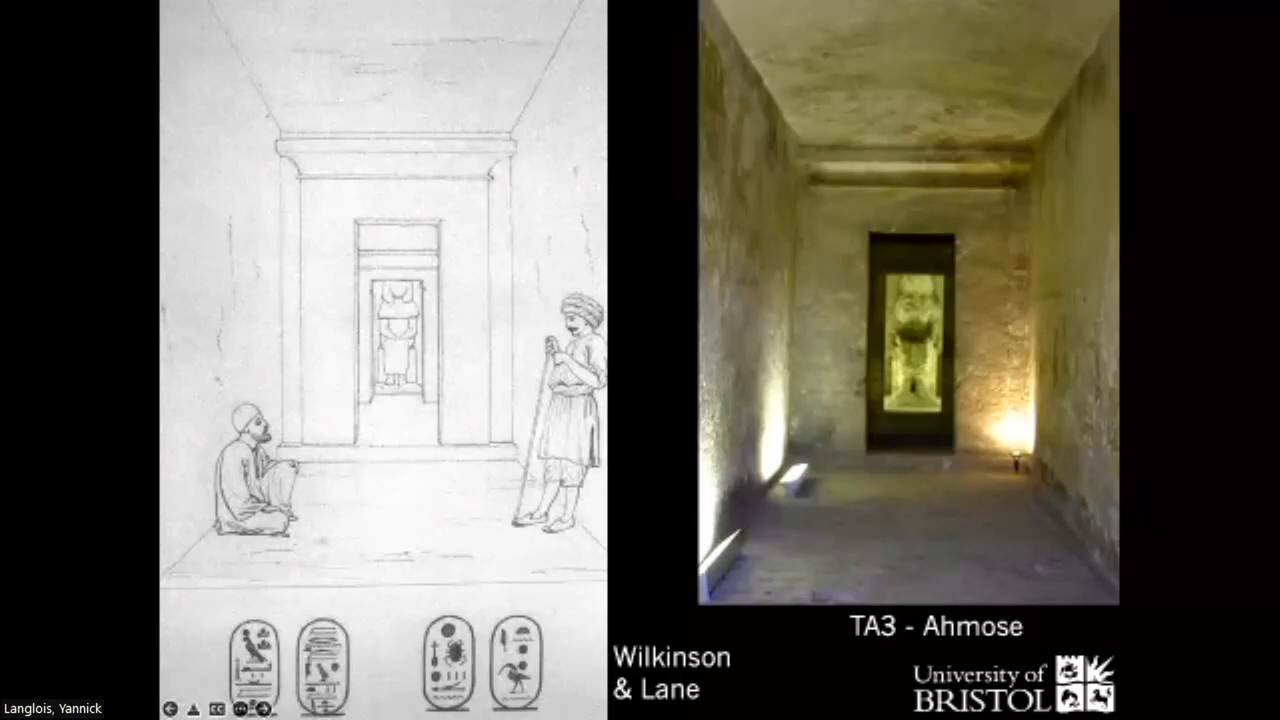 Wilkinson
& Lane
TA3 - Ahmose
University of
BRISTOL
Langlois, Yannick